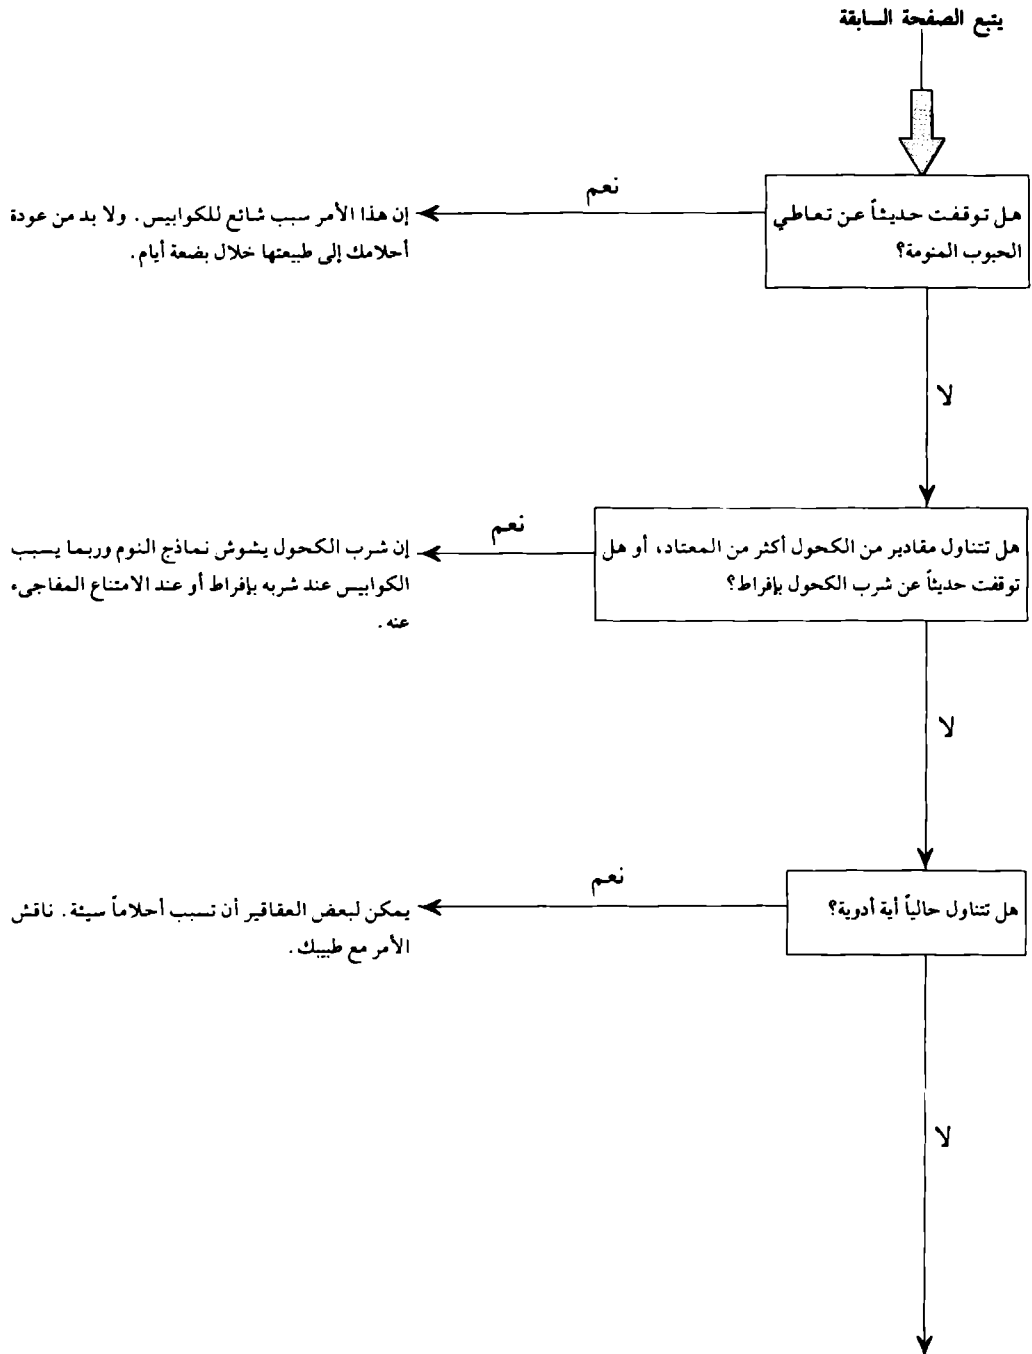 يتبع الصفحة السابقة
هل توقفت حديثاً عن تعاطي
الحبوب المنومة؟
نعم
إن هذا الأمر سبب شائع للكوابيس. ولا بد من عودة
أحلامك إلى طبيعتها خلال بضعة أيام.
لا
هل تتناول مقادير من الكحول أكثر من المعتاد، أو هل
توقفت حديثاً عن شرب الكحول بإفراط؟
نعم
إن شرب الكحول يشوش نماذج النوم وربما يسبب
الكوابيس عند شربه بإفراط أو عند الامتناع المفاجىء
عنه.
لا
هل تتناول حالياً أية أدوية؟
نعم
يمكن لبعض العقاقير أن تسبب أحلاماً سيئة. ناقش
الأمر مع طبيبك.
لا